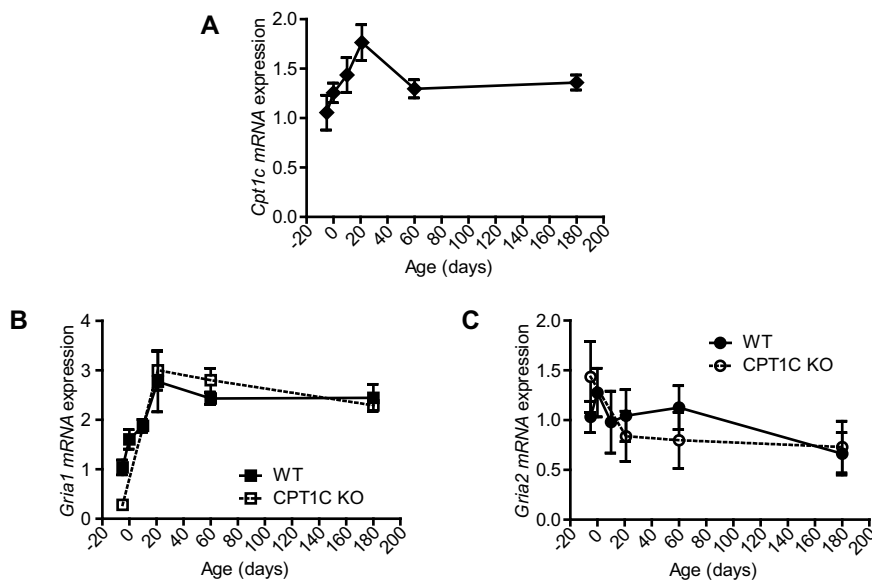 A
Cpt1c mRNA expression
2.0
1.5
1.0
0.5
0.0
-20 0 20 40 60 80 100 120 140 160 180 200
Age (days)
B
Gria1 mRNA expression
4
3
2
1
0
WT
CPT1C KO
-20 0 20 40 60 80 100 120 140 160 180 200
Age (days)
C
Gria2 mRNA expression
2.0
1.5
1.0
0.5
0.0
WT
CPT1C KO
-20 0 20 40 60 80 100 120 140 160 180 200
Age (days)